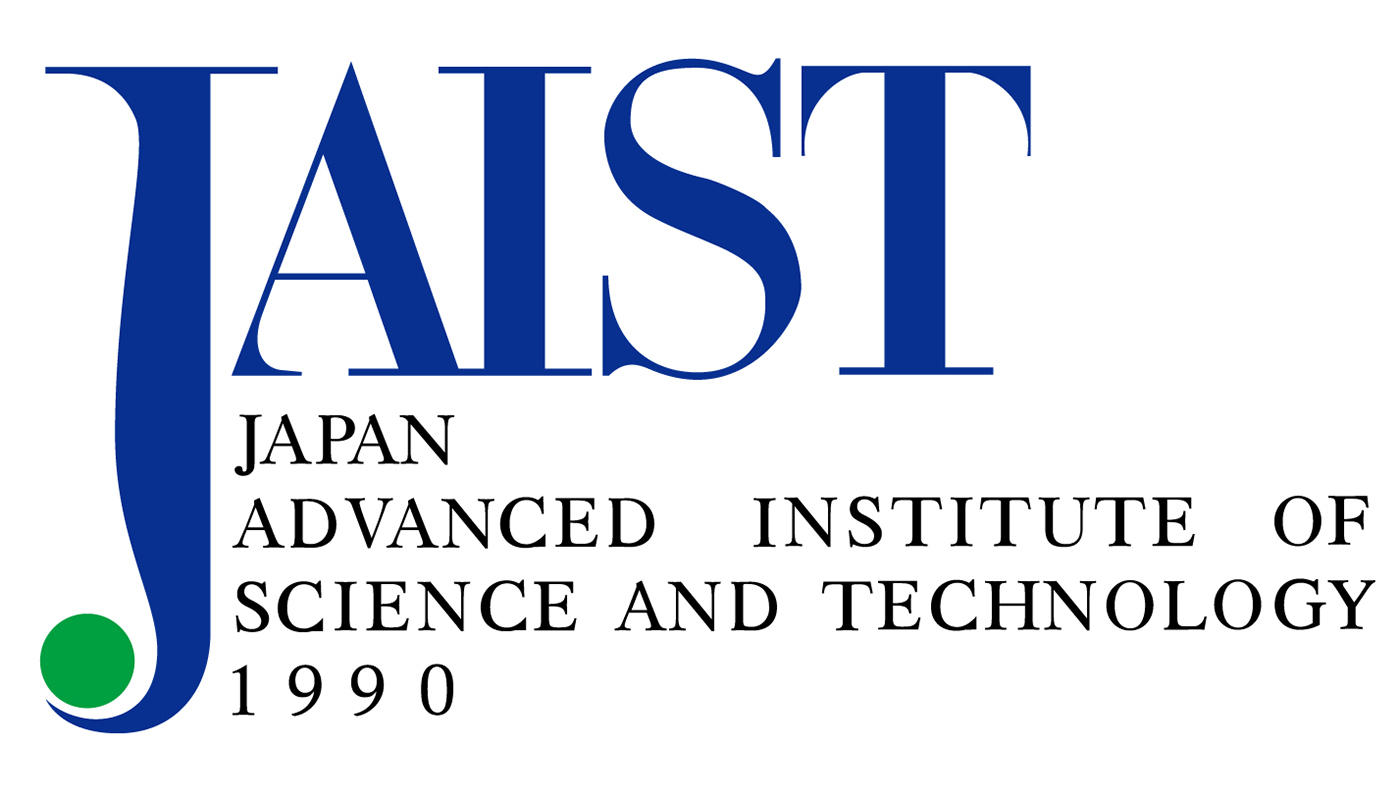 JAIST
JAPAN
ADVANCED INSTITUTE OF
SCIENCE AND TECHNOLOGY
1990